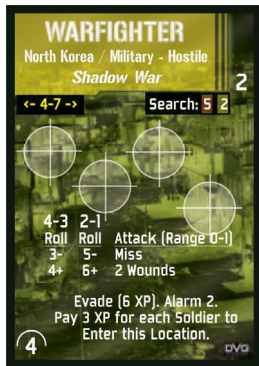 WARFIGHTER
North Korea / Military - Hostile
Shadow War
2
<- 4-7 ->
Search: 5 2
4-3 2-1
Roll Roll Attack (Range 0-1)
3- 5- Miss
4+ 6+ 2 Wounds
Evade (6 XP). Alarm 2.
Pay 3 XP for each Soldier to
Enter this Location.
4
DVG